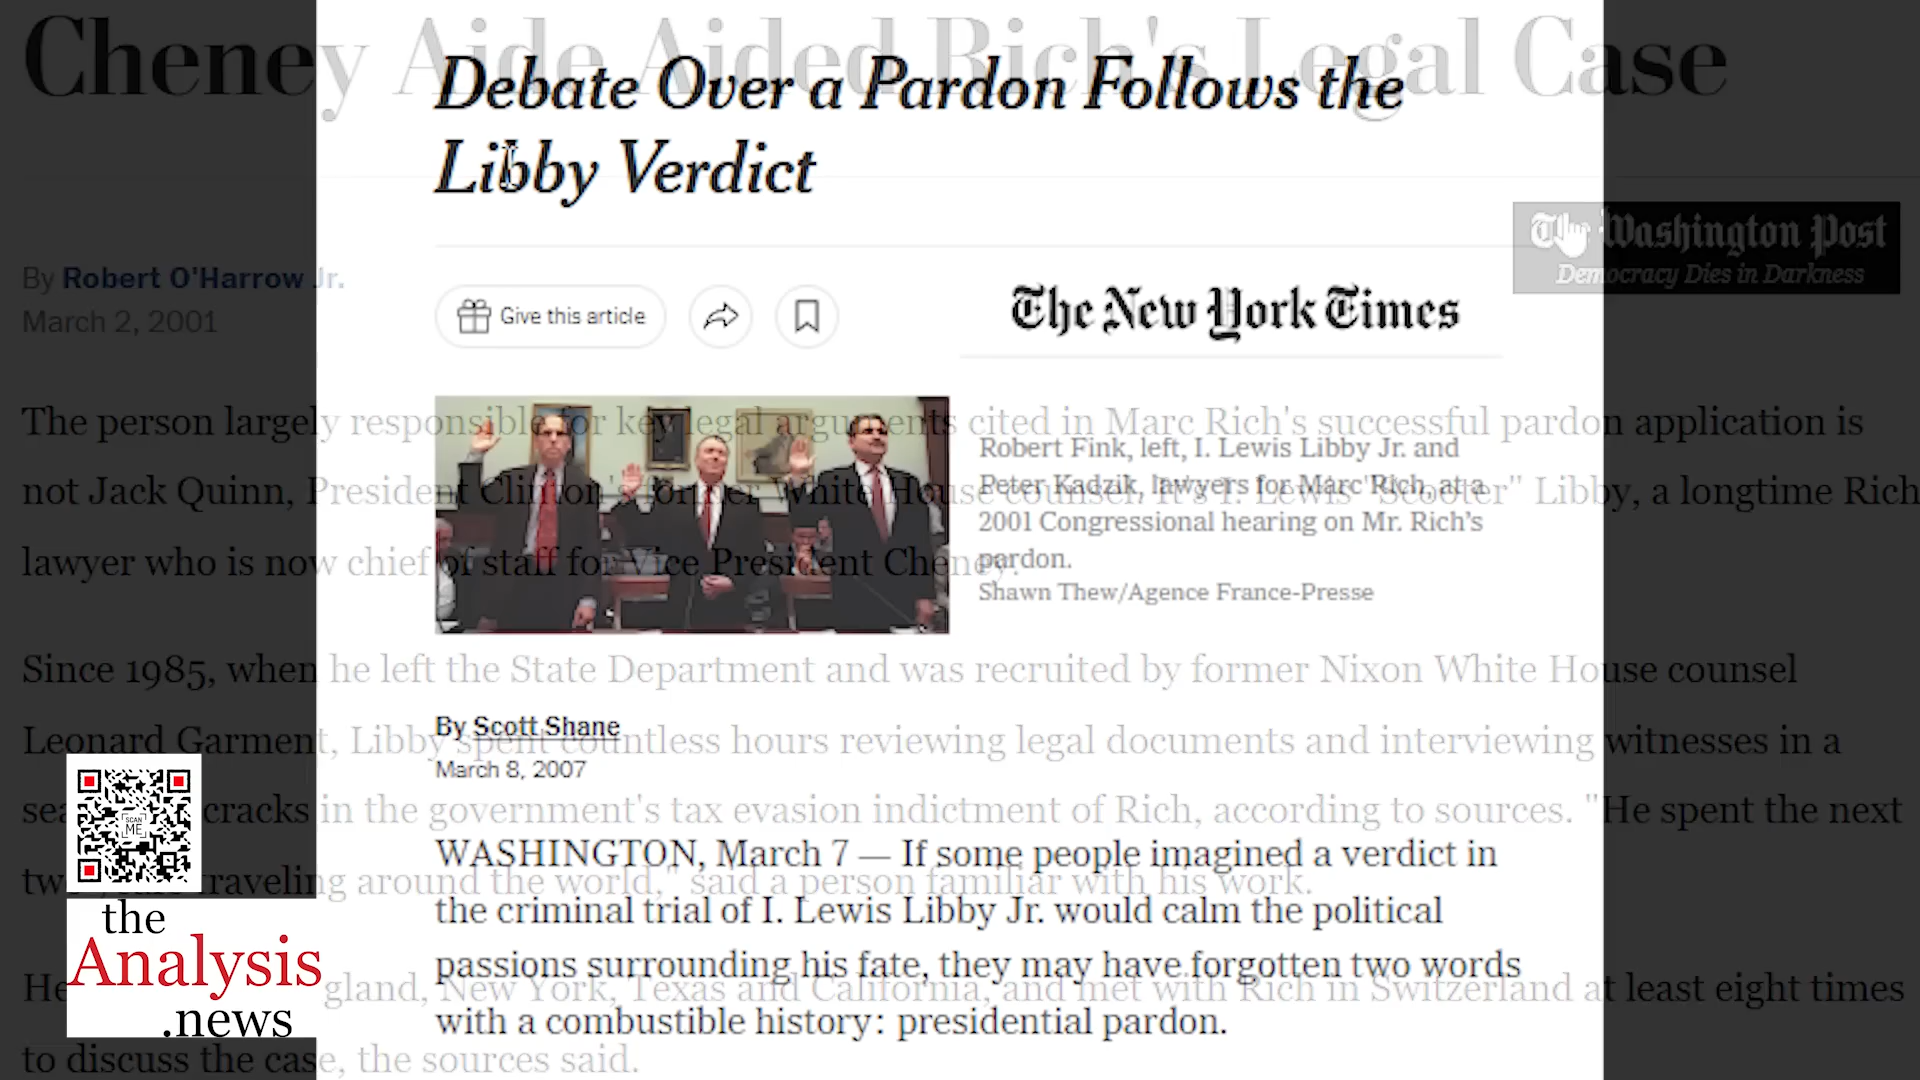 Cheney Aide Aided Rich's Legal Case
Debate Over a Pardon Follows the
Libby Verdict
The Washington Post
Democracy Dies in Darkness
By Robert O'Harrow Jr.
March 2, 2001
Give this article
The New York Times
The person largely responsible for key legal arguments cited in Marc Rich's successful pardon application is
not Jack Quinn, President Clinton's former White House counsel. It's I. Lewis "Scooter" Libby, a longtime Rich
lawyer who is now chief of staff for Vice President Cheney.
Robert Fink, left, I. Lewis Libby Jr. and
Peter Kadzik, lawyers for Marc Rich, at a
2001 Congressional hearing on Mr. Rich's
pardon.
Shawn Thew/Agence France-Presse
Since 1985, when he left the State Department and was recruited by former Nixon White House counsel
Leonard Garment, Libby spent countless hours reviewing legal documents and interviewing witnesses in a
cracks in the government's tax evasion indictment of Rich, according to sources. "He spent the next
traveling around the world," said a person familiar with his work.
He New York, Texas and California, and met with Rich in Switzerland at least eight times
to discuss the case, the sources said.
By Scott Shane
March 8, 2007
WASHINGTON, March 7 — If some people imagined a verdict in
the criminal trial of I. Lewis Libby Jr. would calm the political
passions surrounding his fate, they may have forgotten two words
with a combustible history: presidential pardon.
SCAN
ME
the
Analysis
.news